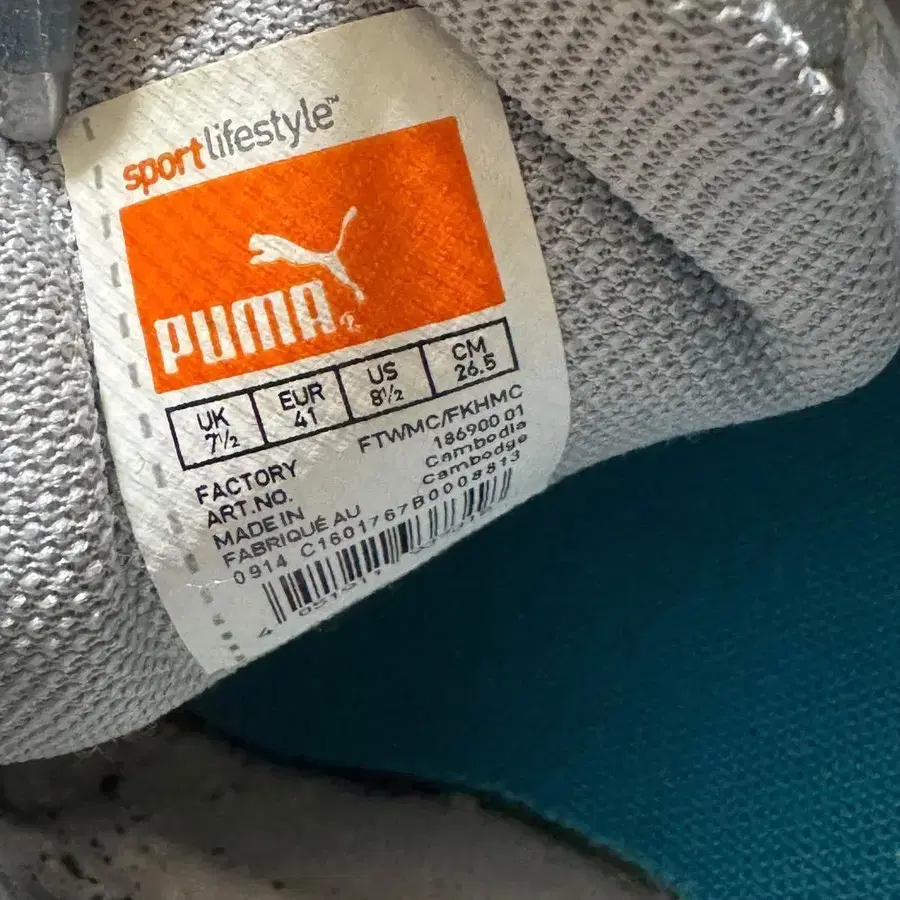 sportlifestyle™
PUMA®
UK EUR US CM
7½ 41 8½ 26.5
FACTORY FTWMC/FKHMC
ART.NO. 186900 01
MADE IN Cambodia
FABRIQUÉ AU Cambodge
0914 C1601767B0008813